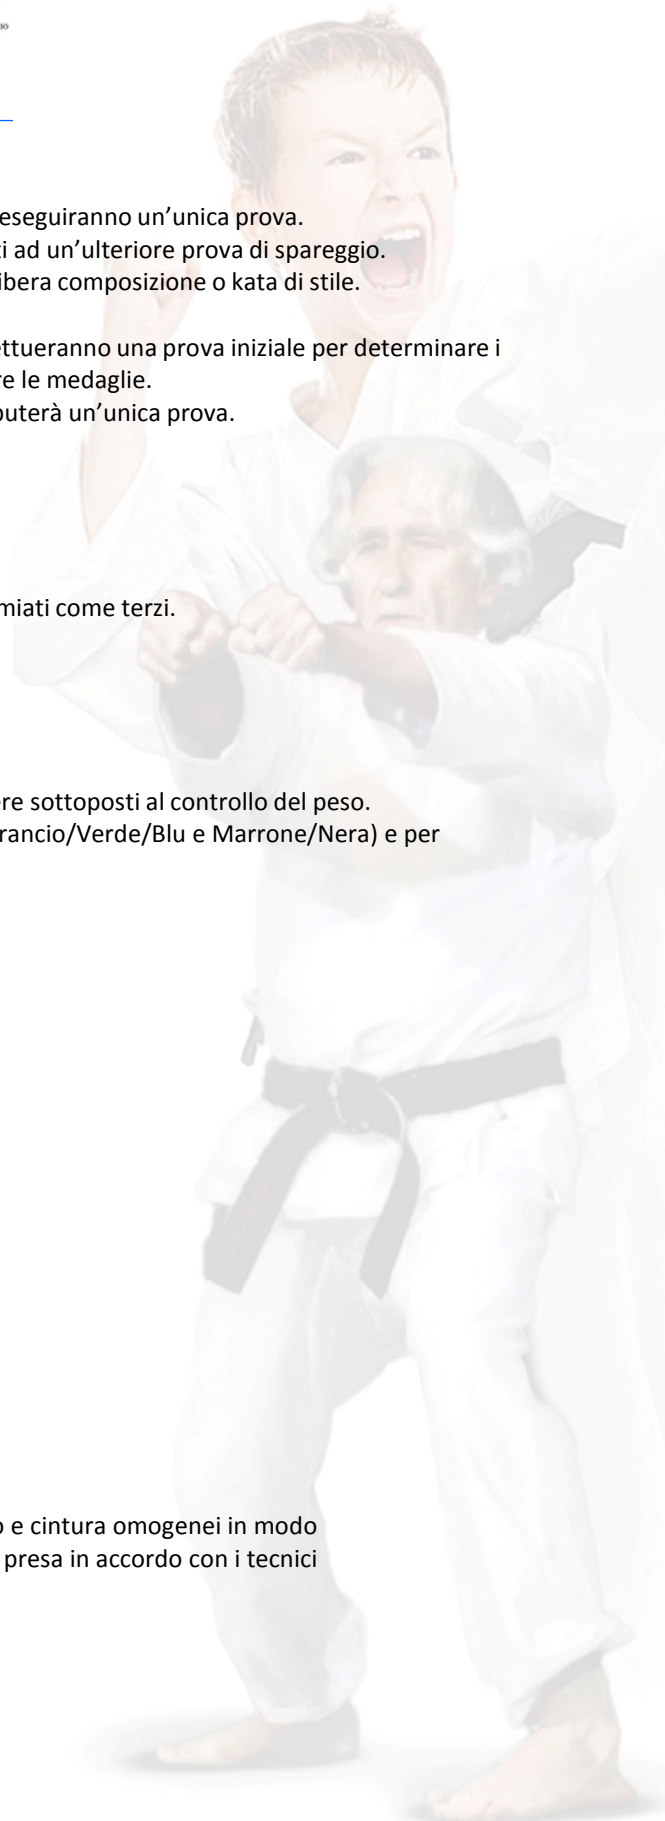 eseguiranno un’unica prova.
i ad un’ulteriore prova di spareggio.
ibera composizione o kata di stile.
ttueranno una prova iniziale per determinare i
re le medaglie.
puterà un’unica prova.
miati come terzi.
ere sottoposti al controllo del peso.
rancio/Verde/Blu e Marrone/Nera) e per
o e cintura omogenei in modo
presa in accordo con i tecnici